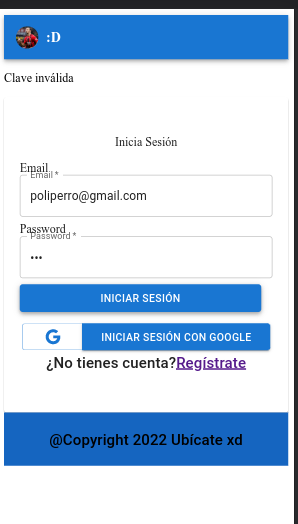 :D
Clave inválida
Inicia Sesión
Email
Email *
poliperro@gmail.com
Password
Password *
•••
INICIAR SESIÓN
G INICIAR SESIÓN CON GOOGLE
¿No tienes cuenta?Regístrate
@Copyright 2022 Ubícate xd